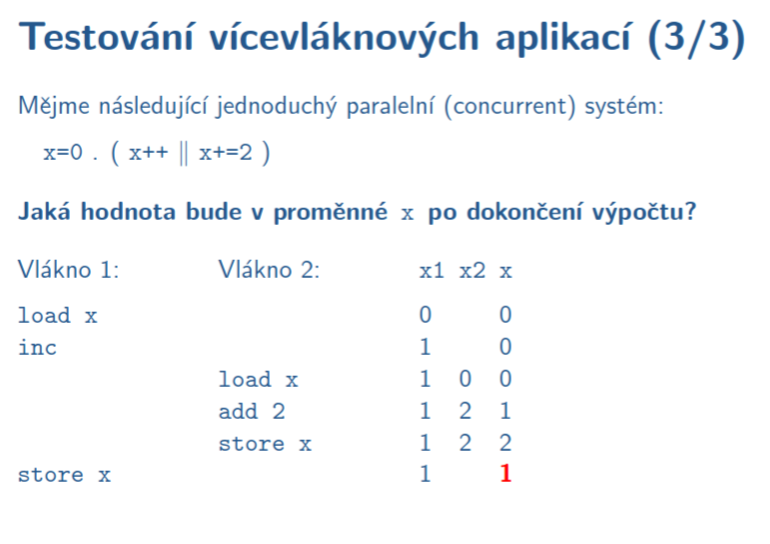 Testování vícevláknových aplikací (3/3)
Mějme následující jednoduchý paralelní (concurrent) systém:
x=0 . ( x++ || x+=2 )
Jaká hodnota bude v proměnné x po dokončení výpočtu?
Vlákno 1: Vlákno 2: x1 x2 x
load x 0 0
inc 1 0
load x 1 0 0
add 2 1 2 1
store x 1 2 2
store x 1 1